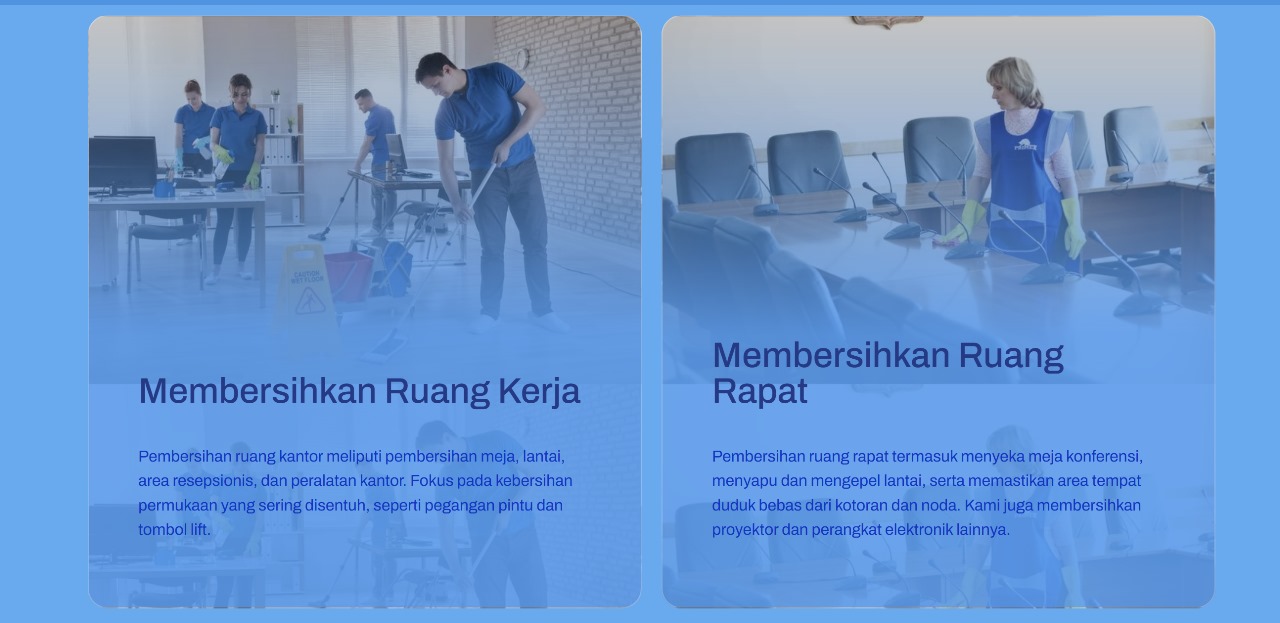 CAUTION
WET FLOOR
Membersihkan Ruang Kerja
Pembersihan ruang kantor meliputi pembersihan meja, lantai,
area resepsionis, dan peralatan kantor. Fokus pada kebersihan
permukaan yang sering disentuh, seperti pegangan pintu dan
tombol lift.
Membersihkan Ruang
Rapat
Pembersihan ruang rapat termasuk menyeka meja konferensi,
menyapu dan mengepel lantai, serta memastikan area tempat
duduk bebas dari kotoran dan noda. Kami juga membersihkan
proyektor dan perangkat elektronik lainnya.